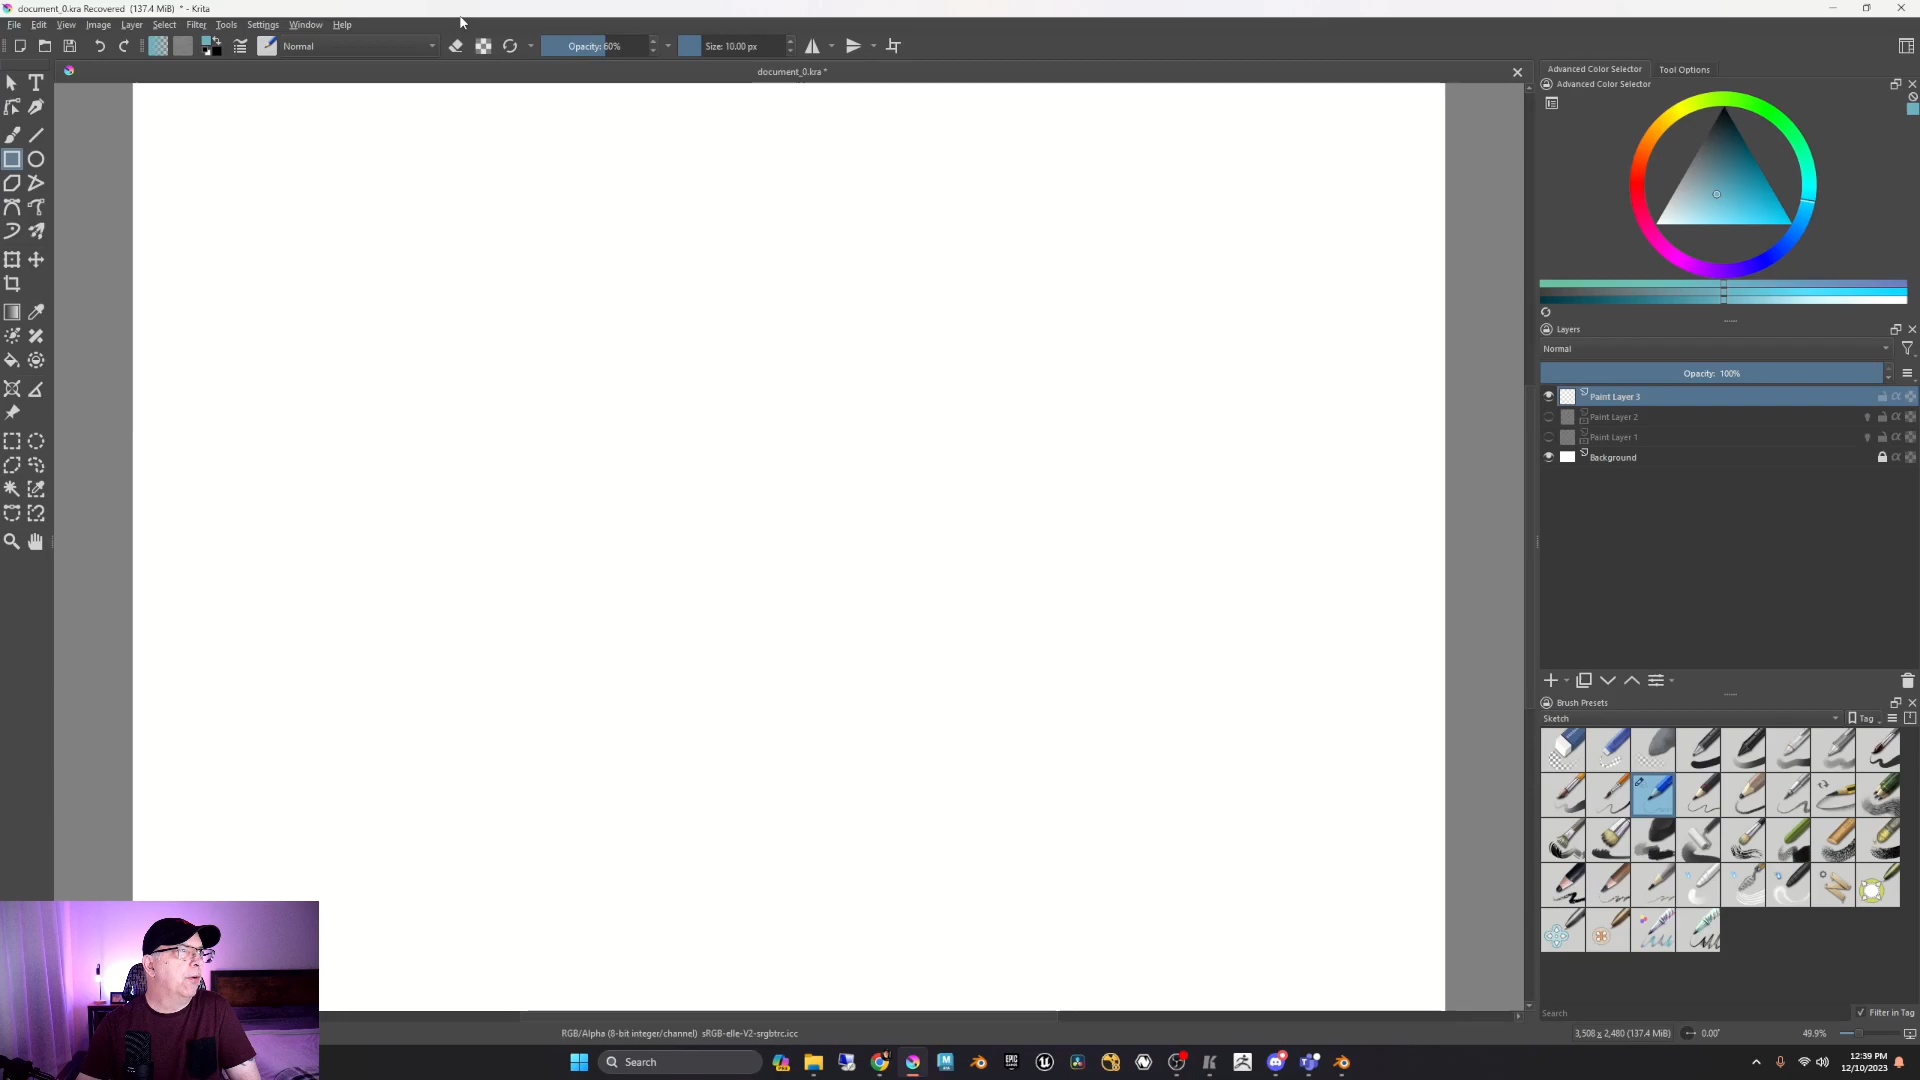 document_0.kra Recovered (137.4 MiB) * - Krita
File Edit View Image Layer Select Filter Tools Settings Window Help
Normal
Opacity: 60%
Size: 10.00 px
document_0.kra *
Advanced Color Selector
Tool Options
Advanced Color Selector
Layers
Normal
Opacity: 100%
Paint Layer 3
Paint Layer 2
Paint Layer 1
Background
Brush Presets
Sketch
Tag
Search
Filter in Tag
RGB/Alpha (8-bit integer/channel) sRGB-elle-V2-srgbtrc.icc
3,508 x 2,480 (137.4 MiB)
0.00°
49.9%
Search
12:39 PM
12/10/2023